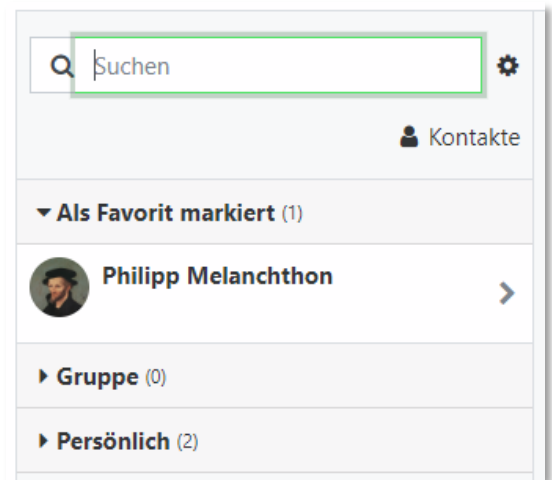 Suchen
Kontakte
Als Favorit markiert (1)
Philipp Melanchthon
Gruppe (0)
Persönlich (2)